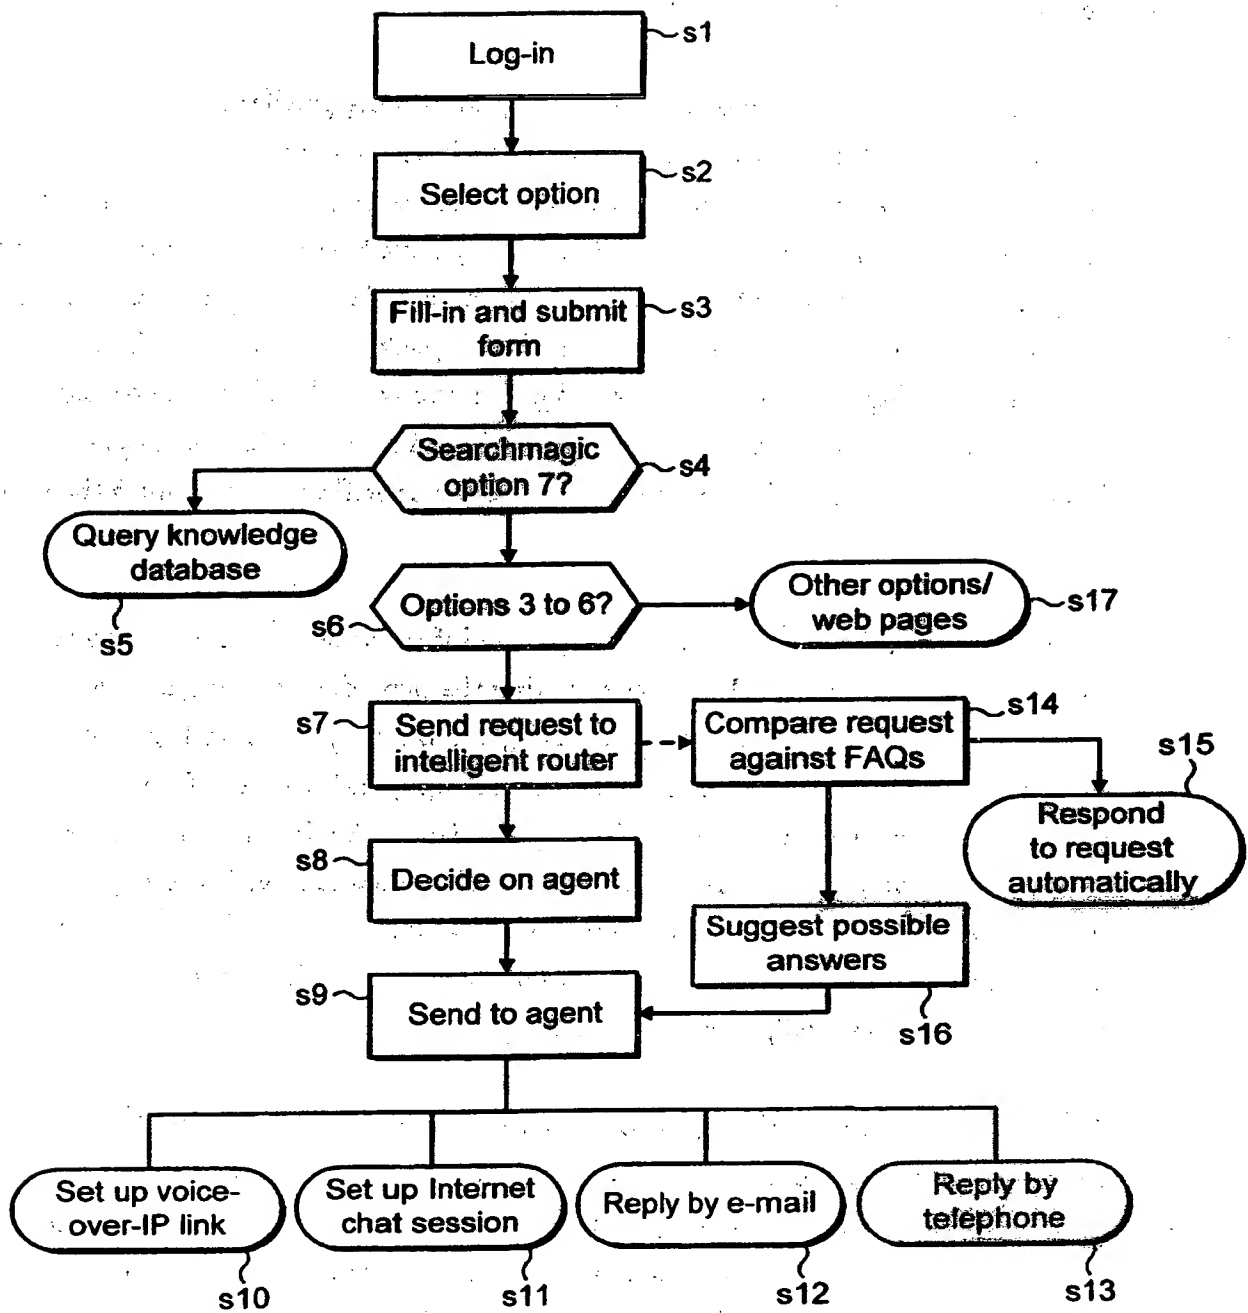 Log-in
s1
Select option
s2
Fill-in and submit
form
s3
Searchmagic
option 7?
s4
Query knowledge
database
s5
Options 3 to 6?
s6
Other options/
web pages
s17
s7
Send request to
intelligent router
Compare request
against FAQs
s14
s15
Respond
to request
automatically
s8
Decide on agent
Suggest possible
answers
s16
s9
Send to agent
Set up voice-
over-IP link
s10
Set up Internet
chat session
s11
Reply by e-mail
s12
Reply by
telephone
s13